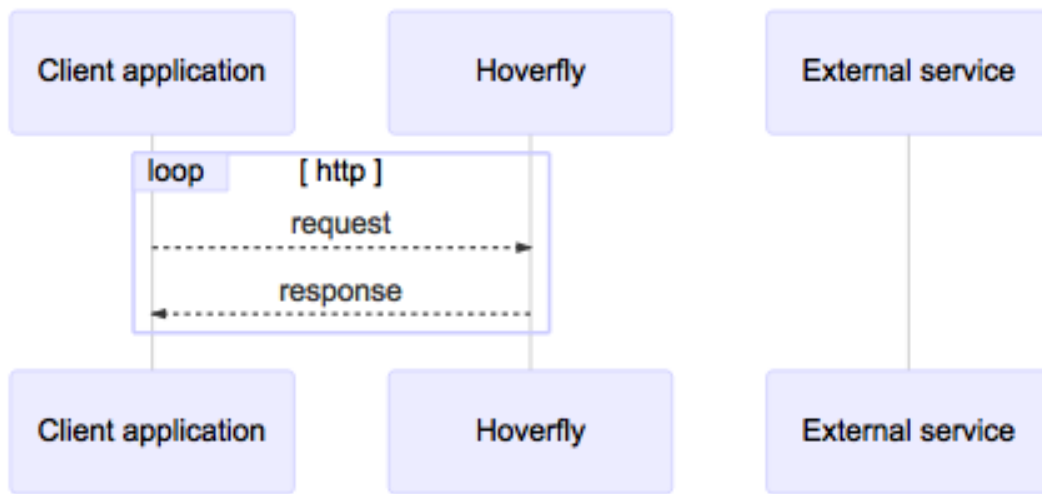 Client application
Hoverfly
External service
loop
[ http ]
request
response
Client application
Hoverfly
External service